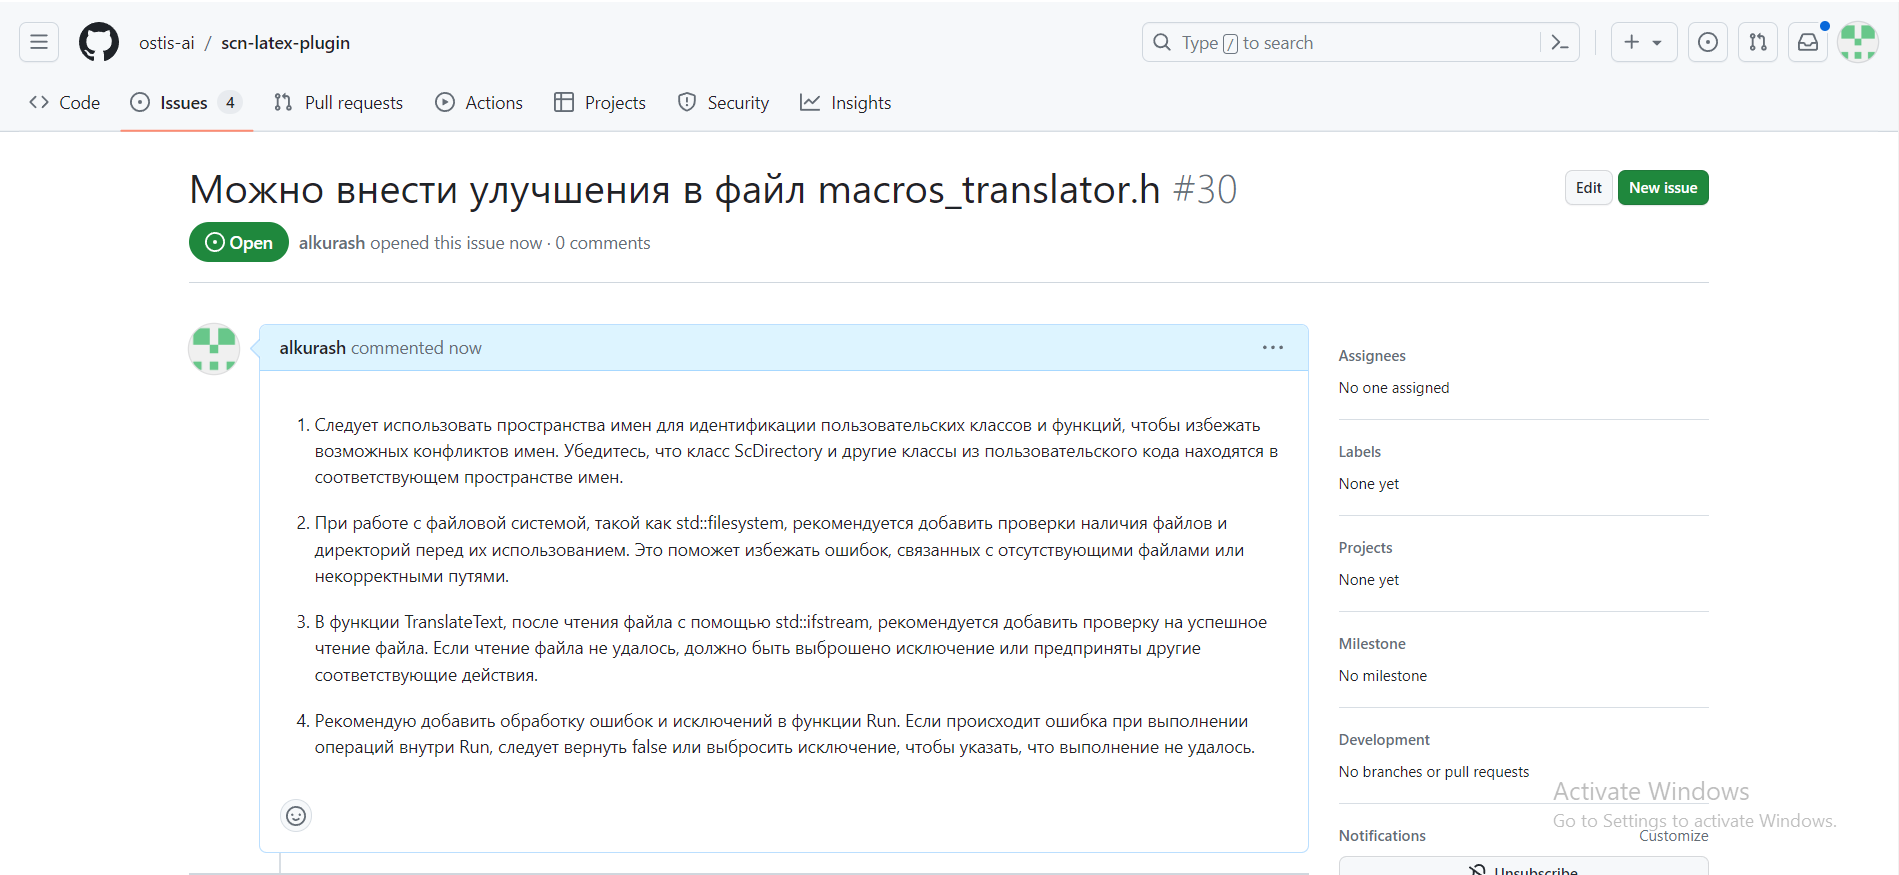 ostis-ai / scn-latex-plugin
Type / to search
Code
Issues 4
Pull requests
Actions
Projects
Security
Insights
Можно внести улучшения в файл macros_translator.h #30
Edit
New issue
Open
alkurash opened this issue now · 0 comments
alkurash commented now
1. Следует использовать пространства имен для идентификации пользовательских классов и функций, чтобы избежать
возможных конфликтов имен. Убедитесь, что класс ScDirectory и другие классы из пользовательского кода находятся в
соответствующем пространстве имен.
2. При работе с файловой системой, такой как std::filesystem, рекомендуется добавить проверки наличия файлов и
директорий перед их использованием. Это поможет избежать ошибок, связанных с отсутствующими файлами или
некорректными путями.
3. В функции TranslateText, после чтения файла с помощью std::ifstream, рекомендуется добавить проверку на успешное
чтение файла. Если чтение файла не удалось, должно быть выброшено исключение или предприняты другие
соответствующие действия.
4. Рекомендую добавить обработку ошибок и исключений в функции Run. Если происходит ошибка при выполнении
операций внутри Run, следует вернуть false или выбросить исключение, чтобы указать, что выполнение не удалось.
Assignees
No one assigned
Labels
None yet
Projects
None yet
Milestone
No milestone
Development
No branches or pull requests
Activate Windows
Go to Settings to activate Windows.
Notifications
Customize
Unsubscribe